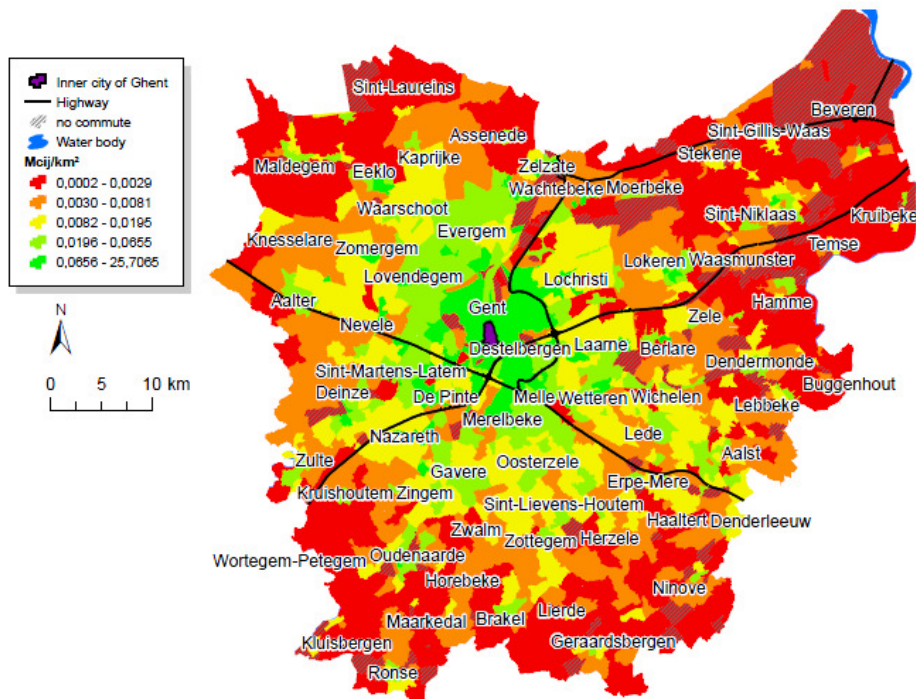 Inner city of Ghent
Highway
no commute
Water body
Mcij/km²
0,0002 - 0,0029
0,0030 - 0,0081
0,0082 - 0,0195
0,0196 - 0,0655
0,0656 - 25,7065
N
0 5 10 km
Sint-Laureins
Beveren
Assenede
Sint-Gillis-Waas
Stekene
Kaprijke
Maldegem
Eeklo
Zelzate
Wachtebeke
Moerbeke
Waarschoot
Sint-Niklaas
Kruibeke
Evergem
Knesselare
Zomergem
Temse
Lokeren
Waasmunster
Lovendegem
Lochristi
Aalter
Gent
Hamme
Nevele
Zele
Destelbergen
Laarne
Berlare
Dendermonde
Sint-Martens-Latem
Buggenhout
Deinze
De Pinte
Melle
Wetteren
Wichelen
Lebbeke
Merelbeke
Nazareth
Lede
Aalst
Zulte
Gavere
Oosterzele
Erpe-Mere
Kruishoutem
Zingem
Sint-Lievens-Houtem
Haaltert
Denderleeuw
Zwalm
Zottegem
Herzele
Wortegem-Petegem
Oudenaarde
Horebeke
Ninove
Maarkedal
Brakel
Lierde
Kluisbergen
Geraardsbergen
Ronse